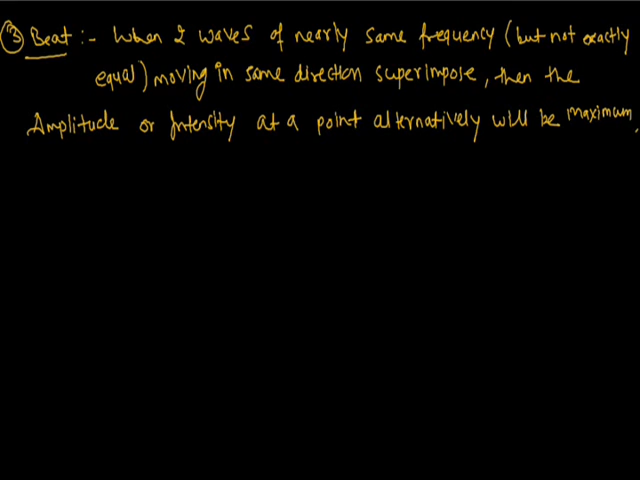 ③ Beat :- When 2 waves of nearly same frequency (but not exactly
equal) moving in same direction superimpose, then the
Amplitude or Intensity at a point alternatively will be maximum,